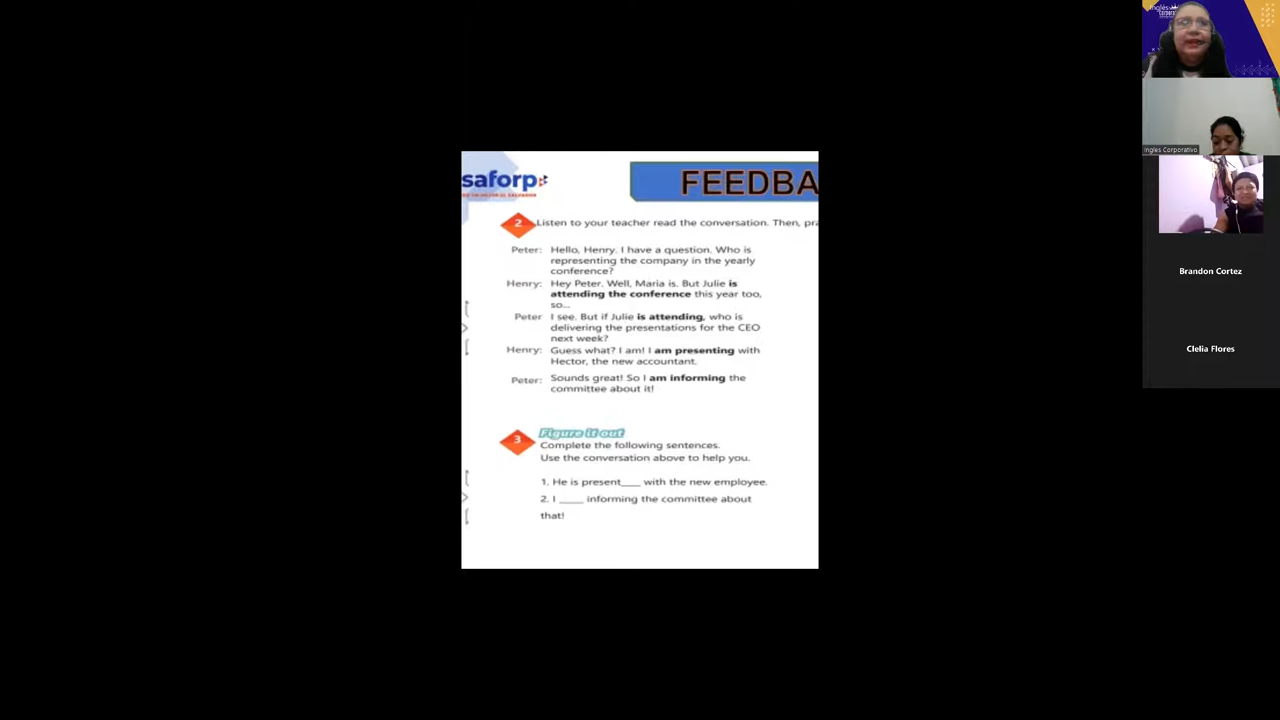 saforp
FEEDBA
2 Listen to your teacher read the conversation. Then, pra
Peter: Hello, Henry. I have a question. Who is
representing the company in the yearly
conference?
Henry: Hey Peter. Well, Maria is. But Julie is
attending the conference this year too,
so...
Peter I see. But if Julie is attending, who is
delivering the presentations for the CEO
next week?
Henry: Guess what? I am! I am presenting with
Hector, the new accountant.
Peter: Sounds great! So I am informing the
committee about it!
3 Figure it out
Complete the following sentences.
Use the conversation above to help you.
1. He is present____ with the new employee.
2. I _____ informing the committee about
that!
Ingles Corporativo
Brandon Cortez
Clelia Flores